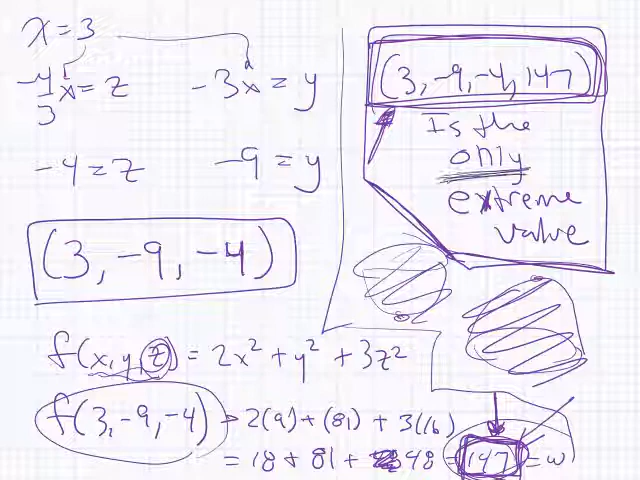 x = 3
-4/3 x = z
-3x = y
-4 = z
-9 = y
(3, -9, -4)
(3, -9, -4, 147)
Is the
only
extreme
value
f(x, y, z) = 2x² + y² + 3z²
f(3, -9, -4) = 2(9) + (81) + 3(16)
= 18 + 81 + 48 = 147 = w